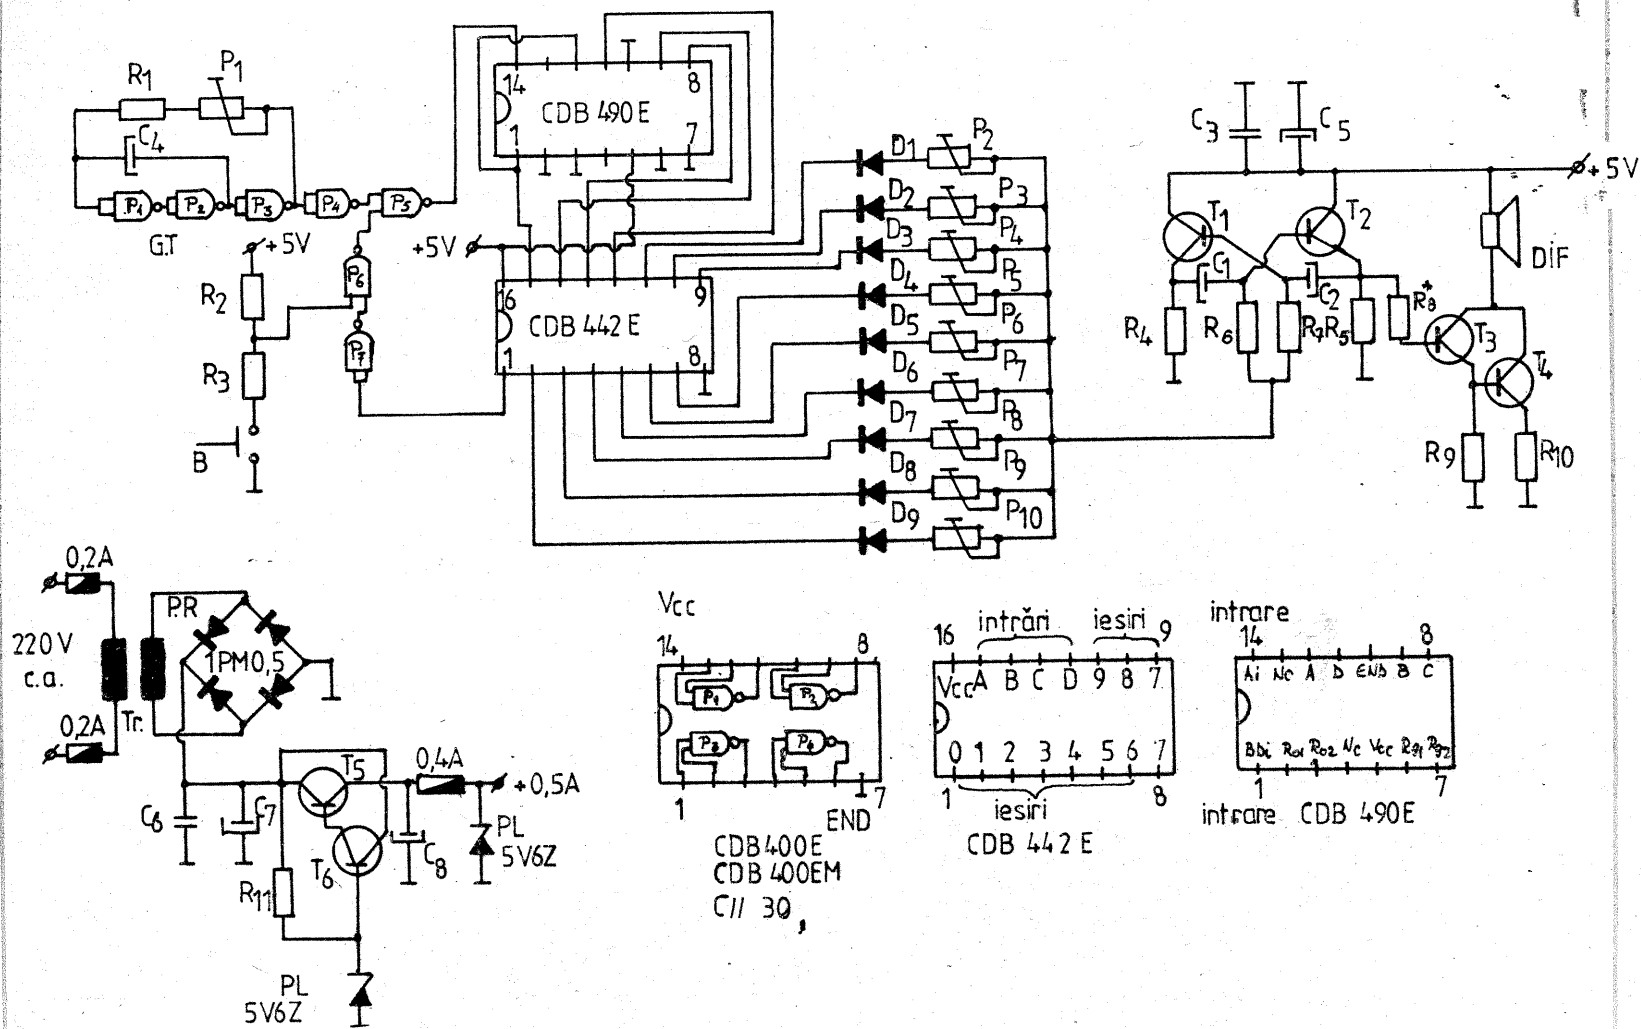 R1
P1
C4
P1 P2 P3 P4 P5
G.T
+5V
R2
R3
B
P6
P7
14
8
CDB 490 E
1
7
+5V
16
9
CDB 442 E
1
8
D1 P2
D2 P3
D3 P4
D4 P5
D5 P6
D6 P7
D7 P8
D8 P9
D9 P10
C3
C5
+5V
T1
T2
DiF
C1
C2
R4
R6
R7
R5
R8*
T3
T4
R9
R10
0,2A
220 V
c.a.
0,2A
Tr.
P.R
1PM0,5
T5
0,4A
+0,5A
C6
C7
C8
PL
5V6Z
T6
R11
PL
5V6Z
Vcc
14
8
P1
P2
P3
P4
1
7
END
CDB400E
CDB 400EM
C// 30,
intrări
iesiri
16
9
Vcc A B C D 9 8 7
0 1 2 3 4 5 6 7
1
iesiri
8
CDB 442 E
intrare
14
8
Ai NC A D END B C
BDi R01 R02 NC Vcc R91 R92
1
7
intrare CDB 490E